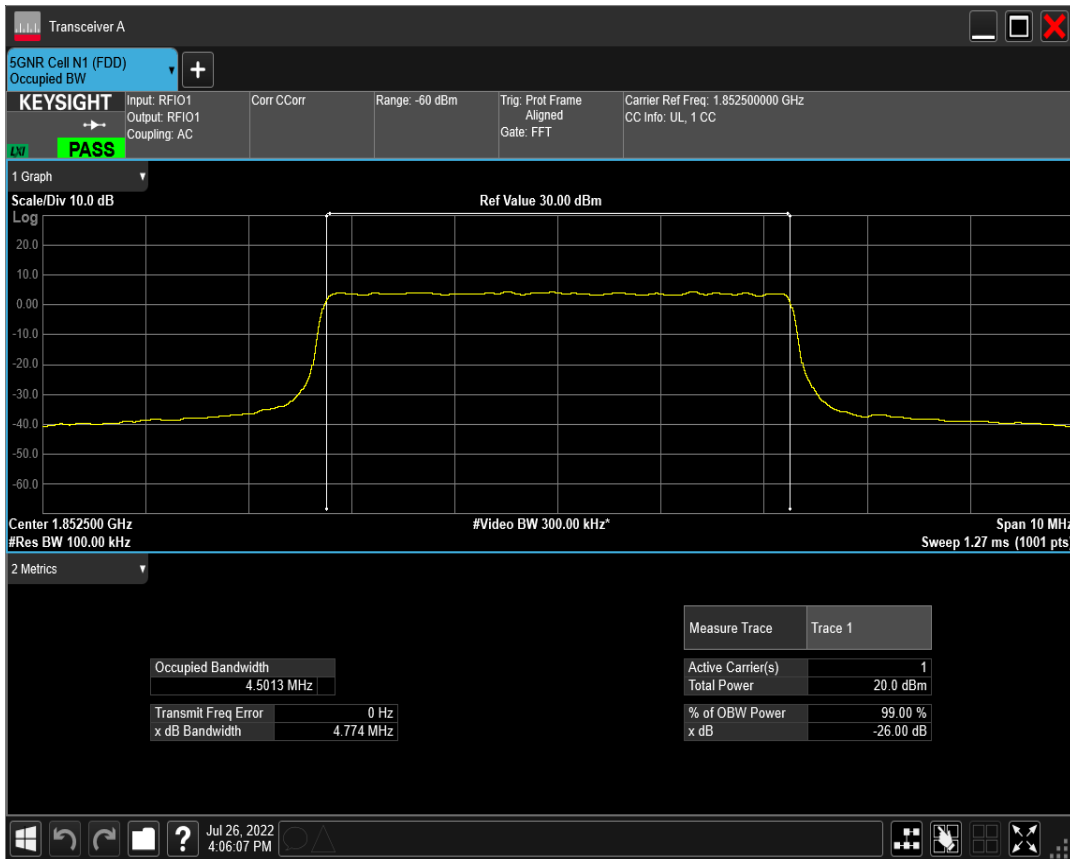 Transceiver A
5GNR Cell N1 (FDD)
Occupied BW
+
KEYSIGHT
Input: RFIO1
Output: RFIO1
Coupling: AC
Corr CCorr
Range: -60 dBm
Trig: Prot Frame
Aligned
Gate: FFT
Carrier Ref Freq: 1.852500000 GHz
CC Info: UL, 1 CC
LXI
PASS
1 Graph
Scale/Div 10.0 dB
Ref Value 30.00 dBm
Log
20.0
10.0
0.00
-10.0
-20.0
-30.0
-40.0
-50.0
-60.0
Center 1.852500 GHz
#Video BW 300.00 kHz*
Span 10 MHz
#Res BW 100.00 kHz
Sweep 1.27 ms (1001 pts)
2 Metrics
Measure Trace
Trace 1
Occupied Bandwidth
4.5013 MHz
Active Carrier(s)
1
Total Power
20.0 dBm
Transmit Freq Error
0 Hz
% of OBW Power
99.00 %
x dB Bandwidth
4.774 MHz
x dB
-26.00 dB
?
Jul 26, 2022
4:06:07 PM